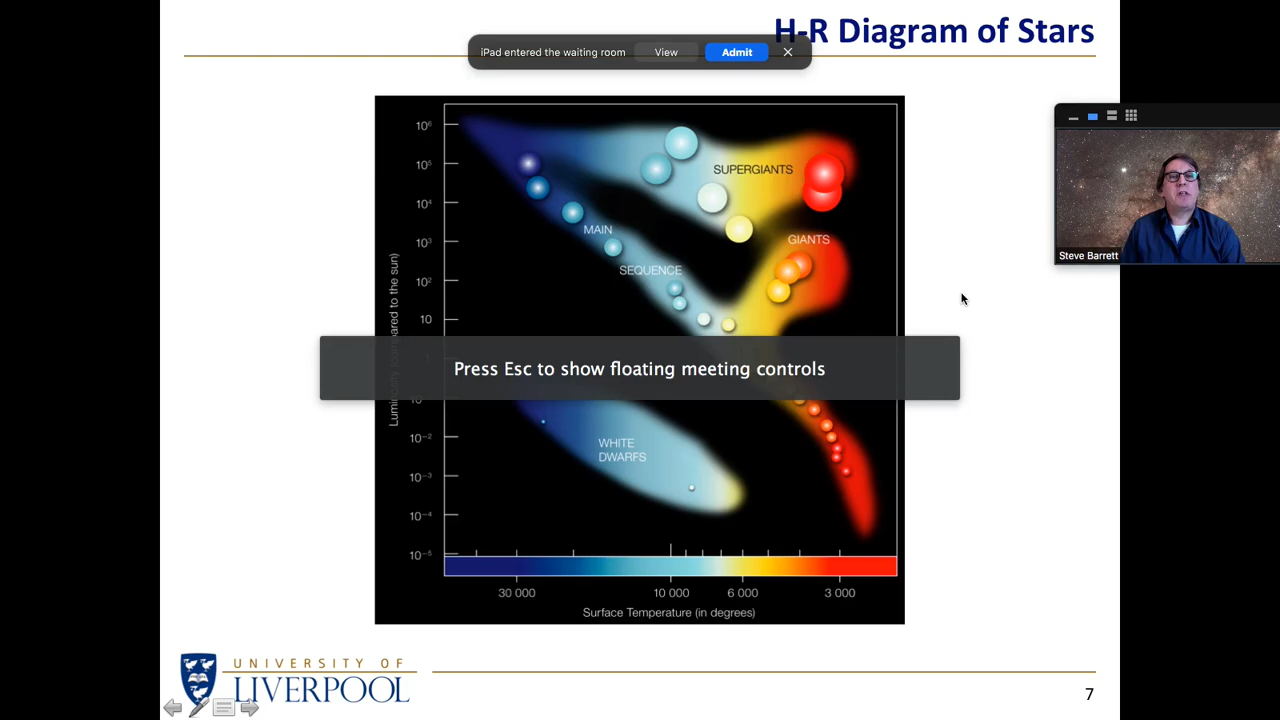 H-R Diagram of Stars
iPad entered the waiting room
View
Admit
Steve Barrett
10⁶
10⁵
10⁴
10³
10²
10
10⁻²
10⁻³
10⁻⁴
10⁻⁵
SUPERGIANTS
MAIN
SEQUENCE
GIANTS
Press Esc to show floating meeting controls
WHITE
DWARFS
30 000
10 000
6 000
3 000
Surface Temperature (in degrees)
UNIVERSITY OF
LIVERPOOL
7